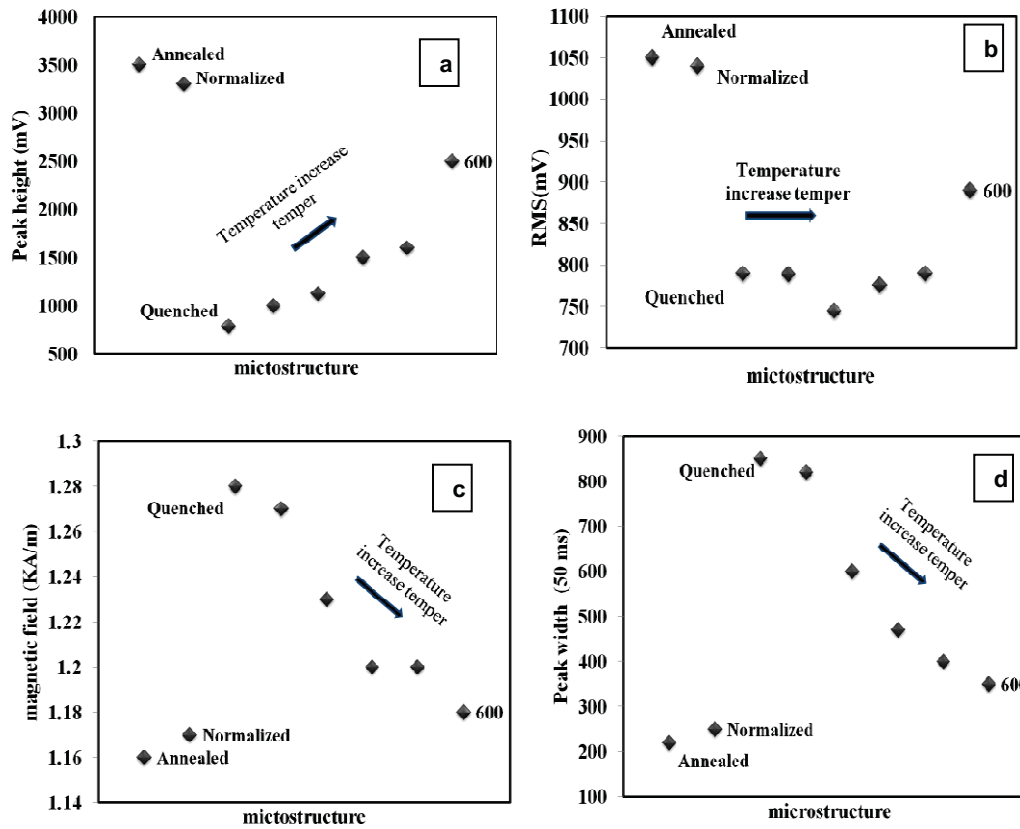 4000
3500
3000
2500
2000
1500
1000
500
Peak height (mV)
Annealed
Normalized
a
Temperature increase
temper
600
Quenched
mictostructure
1100
1050
1000
950
900
850
800
750
700
RMS(mV)
Annealed
Normalized
b
Temperature
increase temper
600
Quenched
mictostructure
1.3
1.28
1.26
1.24
1.22
1.2
1.18
1.16
1.14
magnetic field (KA/m)
Quenched
c
Temperature
increase temper
600
Normalized
Annealed
mictostructure
900
800
700
600
500
400
300
200
100
Peak width (50 ms)
Quenched
d
Temperature
increase temper
600
Normalized
Annealed
microstructure